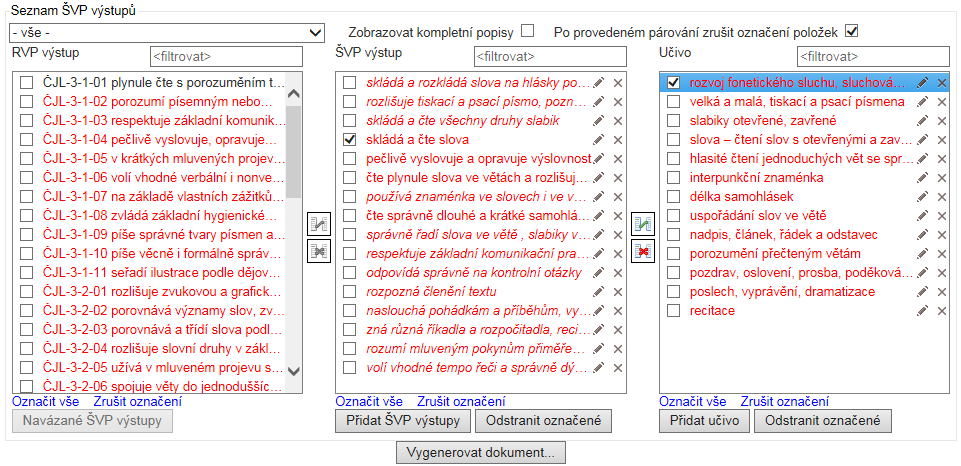 Seznam ŠVP výstupů
- vše -
Zobrazovat kompletní popisy
Po provedeném párování zrušit označení položek
RVP výstup
<filtrovat>
ČJL-3-1-01 plynule čte s porozuměním t...
ČJL-3-1-02 porozumí písemným nebo...
ČJL-3-1-03 respektuje základní komunik...
ČJL-3-1-04 pečlivě vyslovuje, opravuje...
ČJL-3-1-05 v krátkých mluvených projev...
ČJL-3-1-06 volí vhodné verbální i nonve...
ČJL-3-1-07 na základě vlastních zážitků...
ČJL-3-1-08 zvládá základní hygienické...
ČJL-3-1-09 píše správné tvary písmen a...
ČJL-3-1-10 píše věcně i formálně správ...
ČJL-3-1-11 seřadí ilustrace podle dějov...
ČJL-3-2-01 rozlišuje zvukovou a grafick...
ČJL-3-2-02 porovnává významy slov, zv...
ČJL-3-2-03 porovnává a třídí slova podl...
ČJL-3-2-04 rozlišuje slovní druhy v zákl...
ČJL-3-2-05 užívá v mluveném projevu s...
ČJL-3-2-06 spojuje věty do jednodušíc...
Označit vše Zrušit označení
Navázané ŠVP výstupy
ŠVP výstup
<filtrovat>
skládá a rozkládá slova na hlásky po...
rozlišuje tiskací a psací písmo, pozn...
skládá a čte všechny druhy slabik
skládá a čte slova
pečlivě vyslovuje a opravuje výslovnost
čte plynule slova ve větách a rozlišuj...
používá znaménka ve slovech i ve v...
čte správně dlouhé a krátké samohlá...
správně řadí slova ve větě , slabiky v...
respektuje základní komunikační pra...
odpovídá správně na kontrolní otázky
rozpozná členění textu
naslouchá pohádkám a příběhům, vy...
zná různá říkadla a rozpočitadla, reci...
rozumí mluveným pokynům přiměře...
volí vhodné tempo řeči a správně dý...
Označit vše Zrušit označení
Přidat ŠVP výstupy
Odstranit označené
Učivo
<filtrovat>
rozvoj fonetického sluchu, sluchová...
velká a malá, tiskací a psací písmena
slabiky otevřené, zavřené
slova – čtení slov s otevřenými a zav...
hlasité čtení jednoduchých vět se spr...
interpunkční znaménka
délka samohlásek
uspořádání slov ve větě
nadpis, článek, řádek a odstavec
porozumění přečteným větám
pozdrav, oslovení, prosba, poděková...
poslech, vyprávění, dramatizace
recitace
Označit vše Zrušit označení
Přidat učivo
Odstranit označené
Vygenerovat dokument...